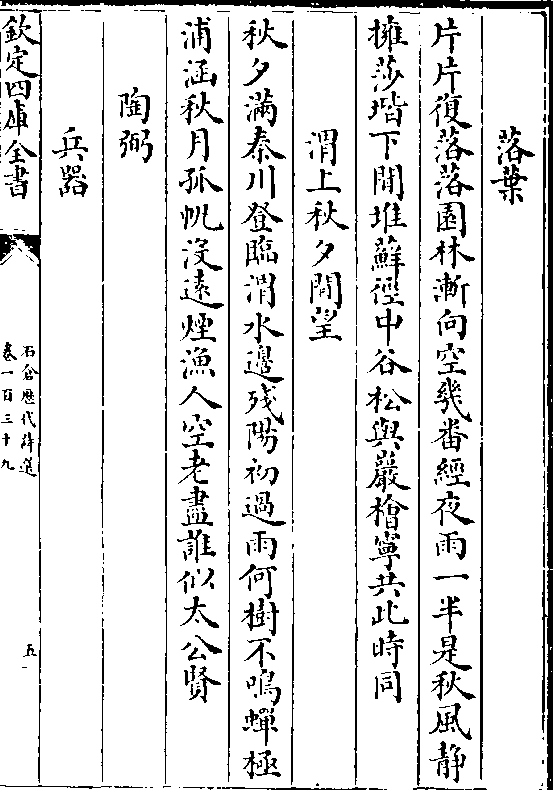 落葉
片片復落落園林漸向空幾番經夜雨一半是秋風静
擁莎堦下閒堆蘚徑中谷松與巖檜寧共此時同
渭上秋夕閒望
秋夕滿秦川登臨渭水邊殘陽初過雨何樹不鳴蟬極
浦涵秋月孤帆沒遠煙漁人空老盡誰似太公賢
陶弼
兵器
欽定四庫全書
石倉歷代詩選
卷一百三十九
五